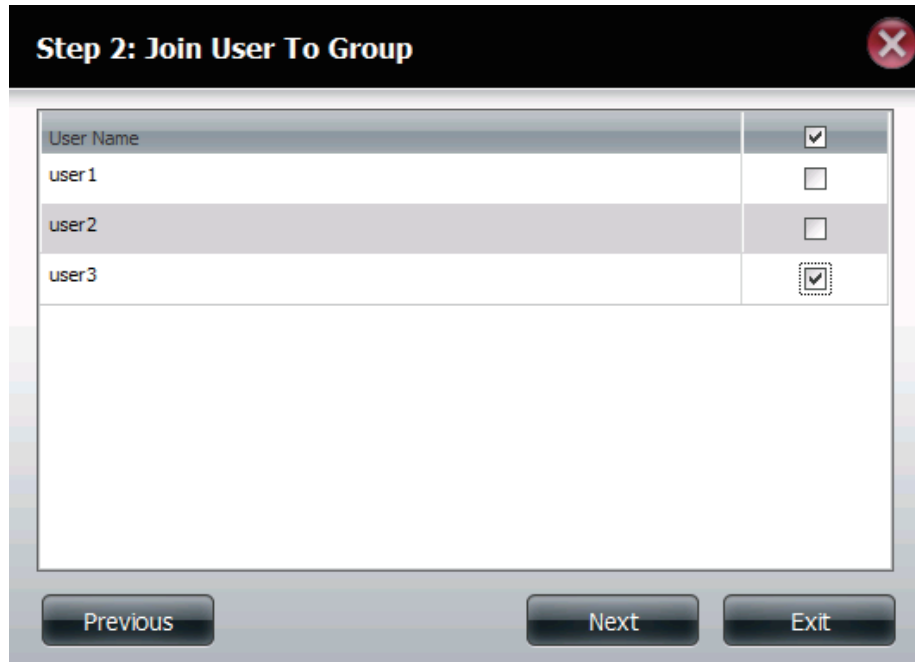 Step 2: Join User To Group
User Name
user1
user2
user3
Previous Next Exit